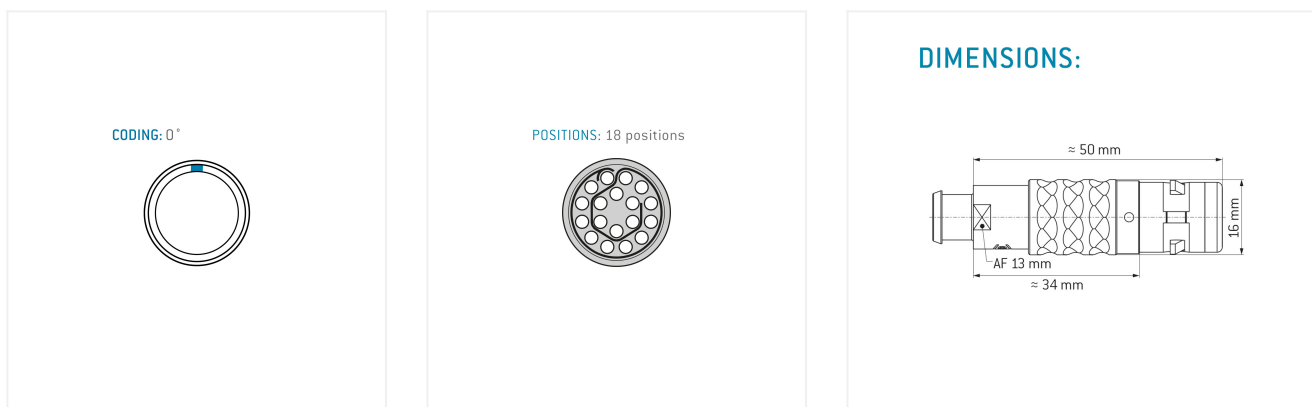 CODING: 0°
POSITIONS: 18 positions
DIMENSIONS:
≈ 50 mm
16 mm
AF 13 mm
≈ 34 mm